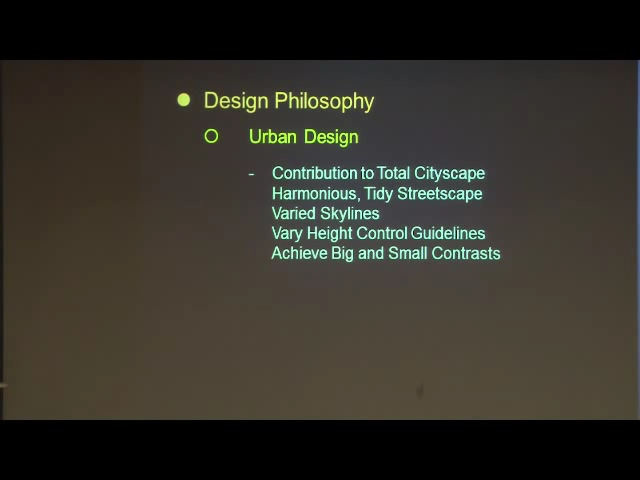 ● Design Philosophy
○ Urban Design
- Contribution to Total Cityscape
Harmonious, Tidy Streetscape
Varied Skylines
Vary Height Control Guidelines
Achieve Big and Small Contrasts